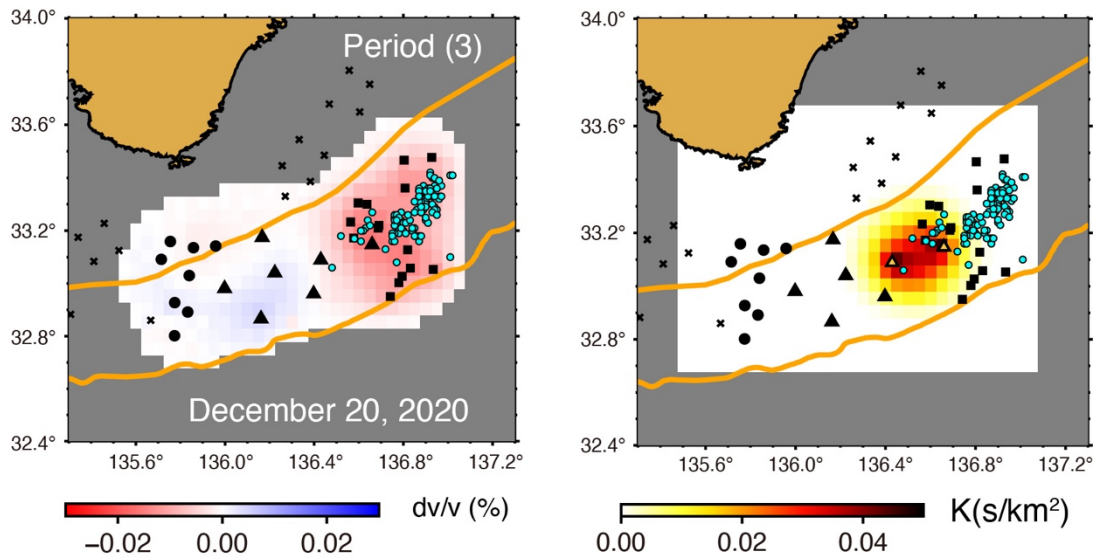 34.0°
33.6°
33.2°
32.8°
32.4°
Period (3)
December 20, 2020
135.6° 136.0° 136.4° 136.8° 137.2°
−0.02 0.00 0.02
dv/v (%)
34.0°
33.6°
33.2°
32.8°
32.4°
135.6° 136.0° 136.4° 136.8° 137.2°
0.00 0.02 0.04
K(s/km²)